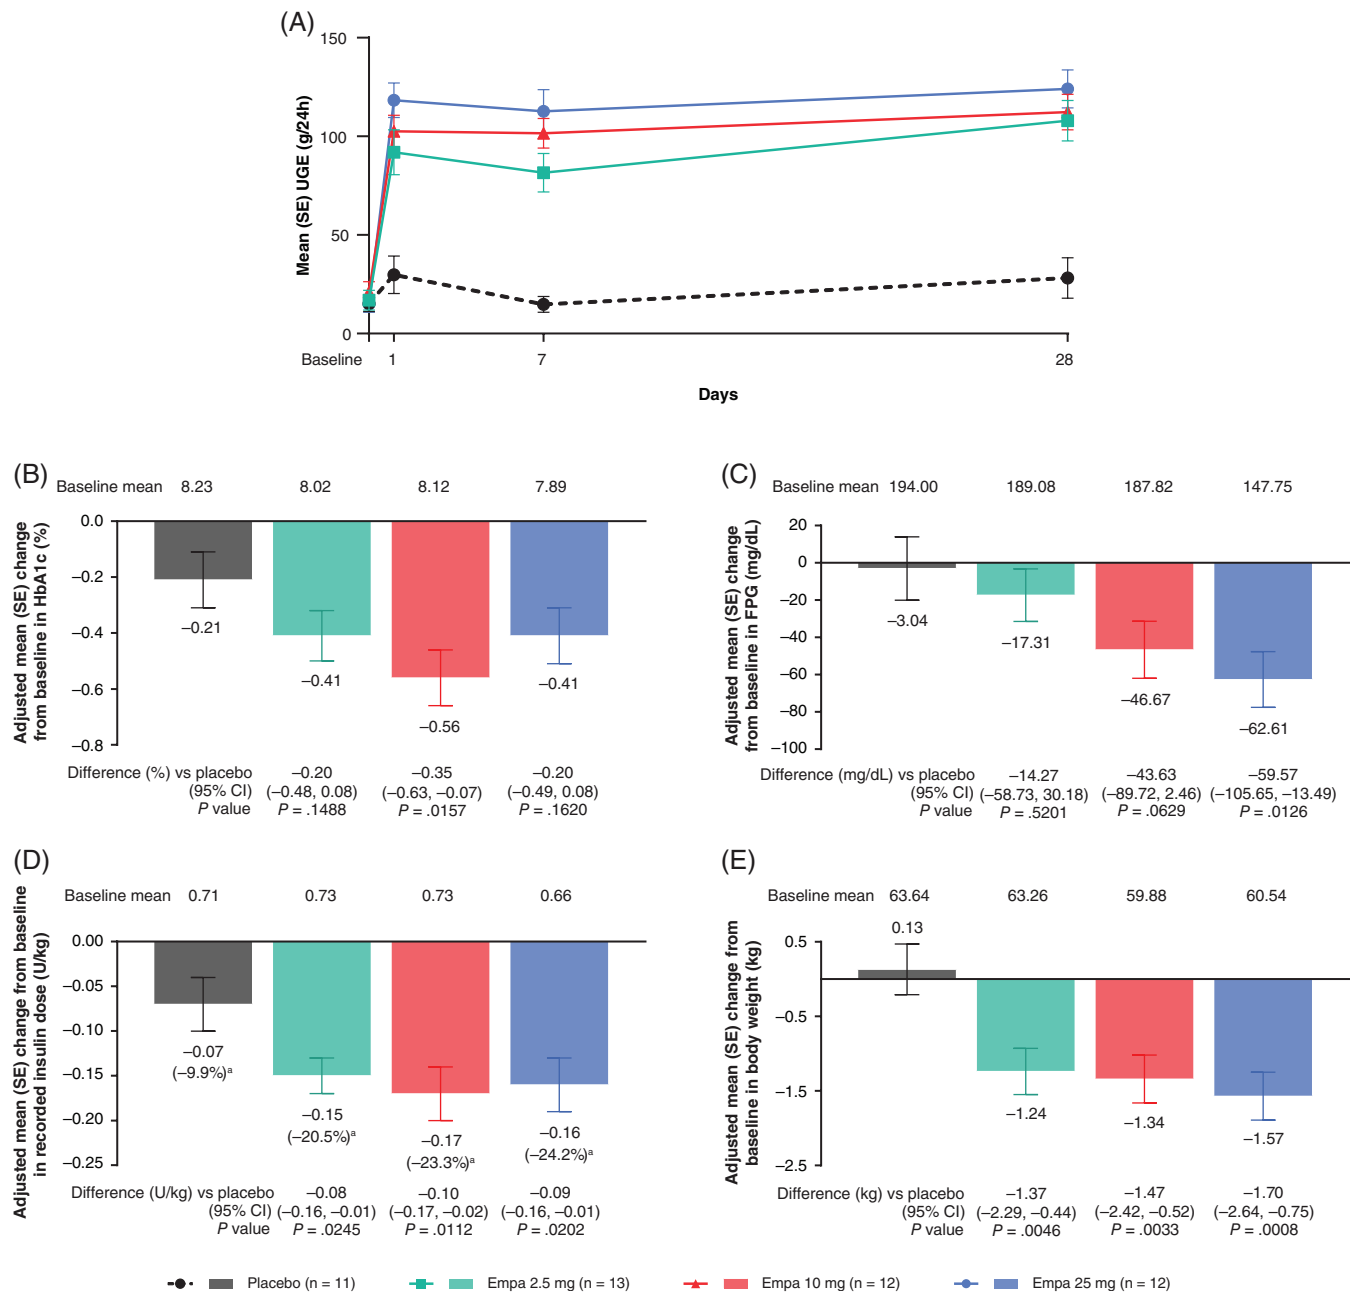 (A)
150
100
50
0
Mean (SE) UGE (g/24h)
Baseline 1 7 28
Days
(B)
Baseline mean 8.23 8.02 8.12 7.89
Adjusted mean (SE) change
from baseline in HbA1c (%)
0.0
–0.2
–0.4
–0.6
–0.8
–0.21
–0.41
–0.56
–0.41
Difference (%) vs placebo –0.20 –0.35 –0.20
(95% CI) (–0.48, 0.08) (–0.63, –0.07) (–0.49, 0.08)
P value P = .1488 P = .0157 P = .1620
(C)
Baseline mean 194.00 189.08 187.82 147.75
Adjusted mean (SE) change
from baseline in FPG (mg/dL)
20
0
–20
–40
–60
–80
–100
–3.04
–17.31
–46.67
–62.61
Difference (mg/dL) vs placebo –14.27 –43.63 –59.57
(95% CI) (–58.73, 30.18) (–89.72, 2.46) (–105.65, –13.49)
P value P = .5201 P = .0629 P = .0126
(D)
Baseline mean 0.71 0.73 0.73 0.66
Adjusted mean (SE) change from baseline
in recorded insulin dose (U/kg)
0.00
–0.05
–0.10
–0.15
–0.20
–0.25
–0.07
(–9.9%)ᵃ
–0.15
(–20.5%)ᵃ
–0.17
(–23.3%)ᵃ
–0.16
(–24.2%)ᵃ
Difference (U/kg) vs placebo –0.08 –0.10 –0.09
(95% CI) (–0.16, –0.01) (–0.17, –0.02) (–0.16, –0.01)
P value P = .0245 P = .0112 P = .0202
(E)
Baseline mean 63.64 63.26 59.88 60.54
Adjusted mean (SE) change from
baseline in body weight (kg)
0.5
–0.5
–1.5
–2.5
0.13
–1.24
–1.34
–1.57
Difference (kg) vs placebo –1.37 –1.47 –1.70
(95% CI) (–2.29, –0.44) (–2.42, –0.52) (–2.64, –0.75)
P value P = .0046 P = .0033 P = .0008
Placebo (n = 11) Empa 2.5 mg (n = 13) Empa 10 mg (n = 12) Empa 25 mg (n = 12)